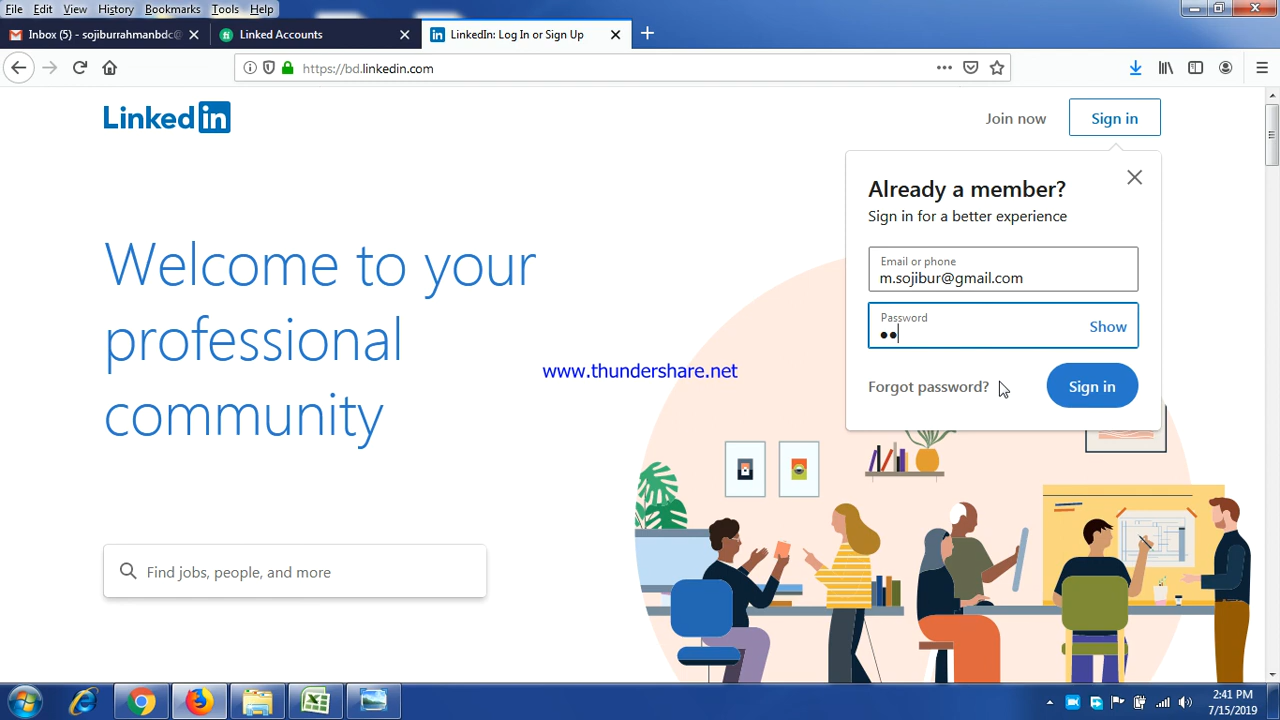 File Edit View History Bookmarks Tools Help
Inbox (5) - sojiburrahmanbdc@
Linked Accounts
LinkedIn: Log In or Sign Up
https://bd.linkedin.com
Linked in
Join now
Sign in
Already a member?
Sign in for a better experience
Email or phone
m.sojibur@gmail.com
Password
Show
Forgot password?
Sign in
Welcome to your
professional
community
www.thundershare.net
Find jobs, people, and more
2:41 PM
7/15/2019